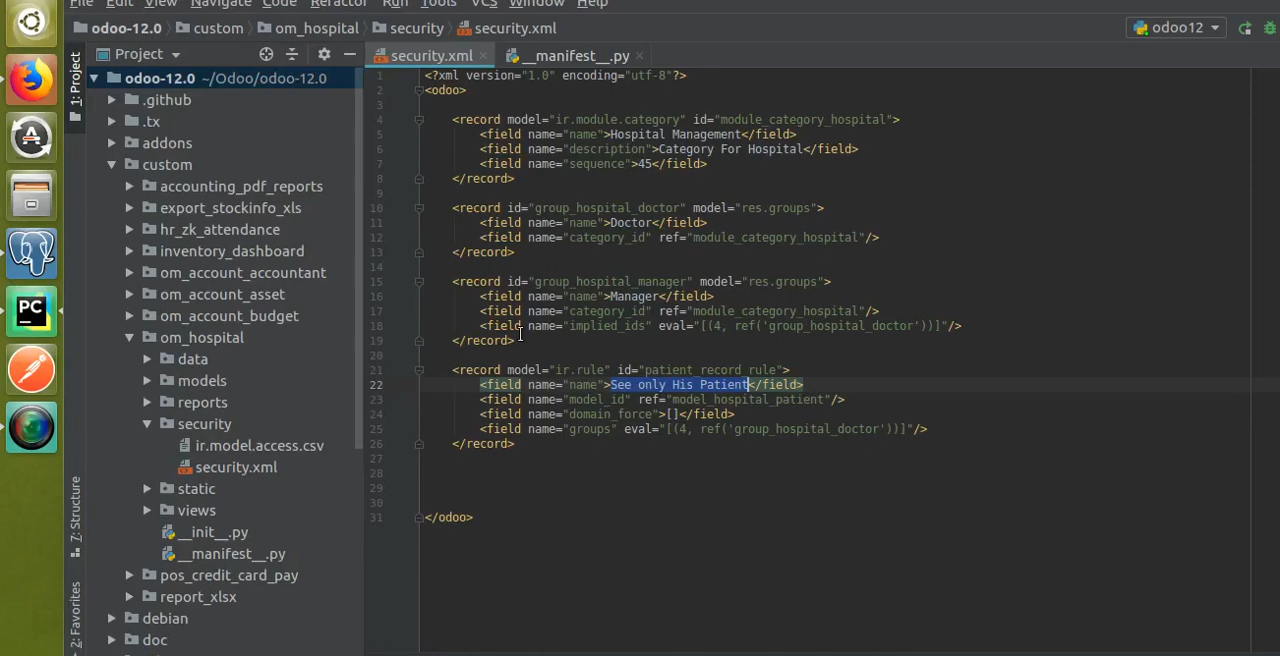 File Edit View Navigate Code Refactor Run Tools VCS Window Help
odoo-12.0 custom om_hospital security security.xml odoo12
Project security.xml __manifest__.py
1: Project
7: Structure
2: Favorites
PC
odoo-12.0 ~/Odoo/odoo-12.0
.github
.tx
addons
custom
accounting_pdf_reports
export_stockinfo_xls
hr_zk_attendance
inventory_dashboard
om_account_accountant
om_account_asset
om_account_budget
om_hospital
data
models
reports
security
ir.model.access.csv
security.xml
static
views
__init__.py
__manifest__.py
pos_credit_card_pay
report_xlsx
debian
doc
1 <?xml version="1.0" encoding="utf-8"?>
2 <odoo>
3
4 <record model="ir.module.category" id="module_category_hospital">
5 <field name="name">Hospital Management</field>
6 <field name="description">Category For Hospital</field>
7 <field name="sequence">45</field>
8 </record>
9
10 <record id="group_hospital_doctor" model="res.groups">
11 <field name="name">Doctor</field>
12 <field name="category_id" ref="module_category_hospital"/>
13 </record>
14
15 <record id="group_hospital_manager" model="res.groups">
16 <field name="name">Manager</field>
17 <field name="category_id" ref="module_category_hospital"/>
18 <field name="implied_ids" eval="[(4, ref('group_hospital_doctor'))]"/>
19 </record>
20
21 <record model="ir.rule" id="patient_record_rule">
22 <field name="name">See only His Patient</field>
23 <field name="model_id" ref="model_hospital_patient"/>
24 <field name="domain_force">[]</field>
25 <field name="groups" eval="[(4, ref('group_hospital_doctor'))]"/>
26 </record>
27
28
29
30
31 </odoo>